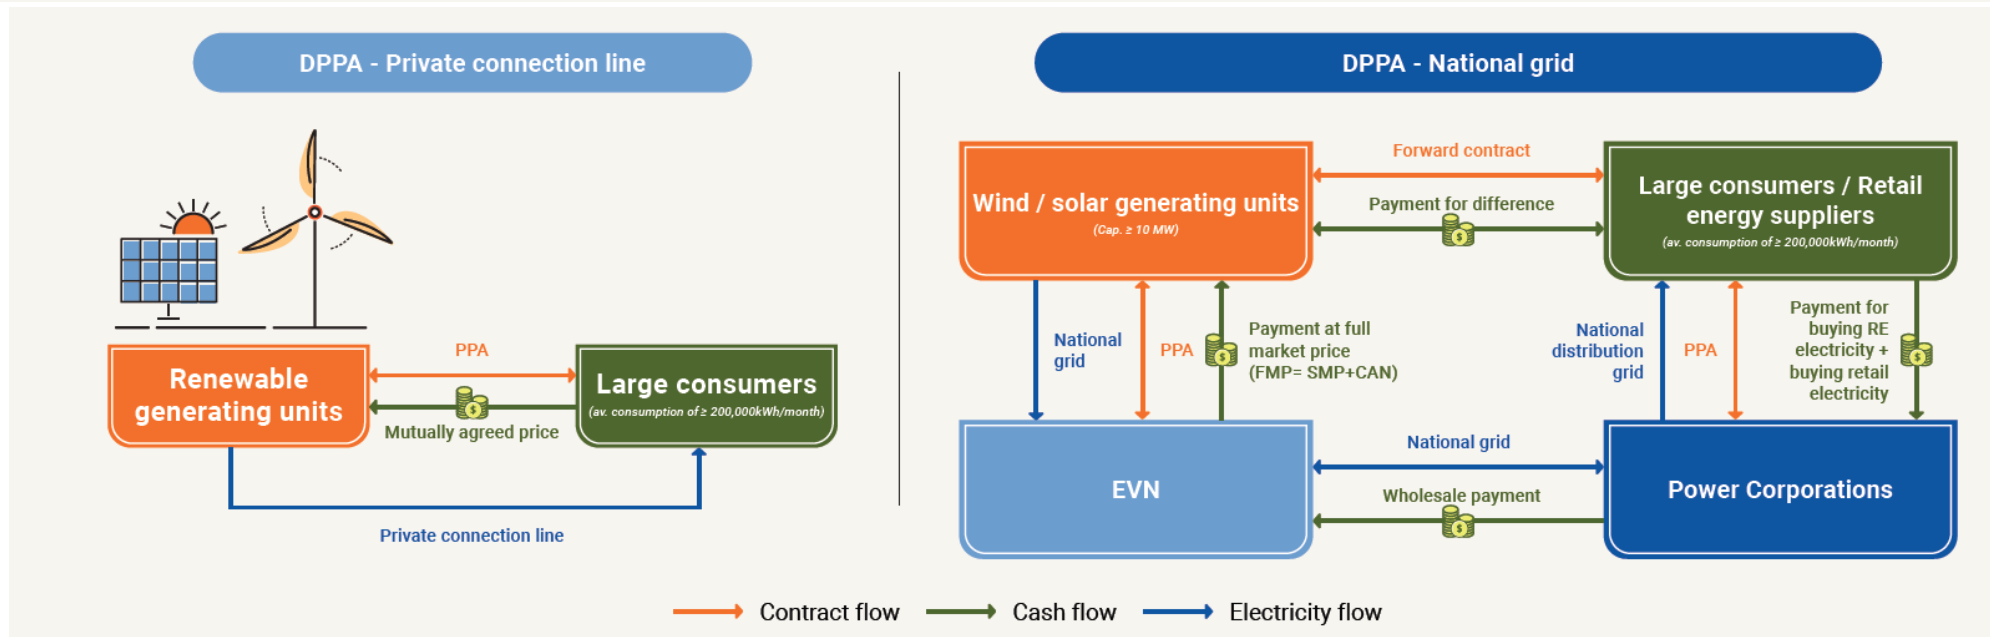 DPPA - Private connection line
PPA
Renewable
generating units
Large consumers
(av. consumption of ≥ 200,000kWh/month)
Mutually agreed price
Private connection line
DPPA - National grid
Wind / solar generating units
(Cap. ≥ 10 MW)
Forward contract
Payment for difference
Large consumers / Retail
energy suppliers
(av. consumption of ≥ 200,000kWh/month)
National
grid
PPA
Payment at full
market price
(FMP= SMP+CAN)
National
distribution
grid
PPA
Payment for
buying RE
electricity +
buying retail
electricity
EVN
National grid
Wholesale payment
Power Corporations
Contract flow
Cash flow
Electricity flow